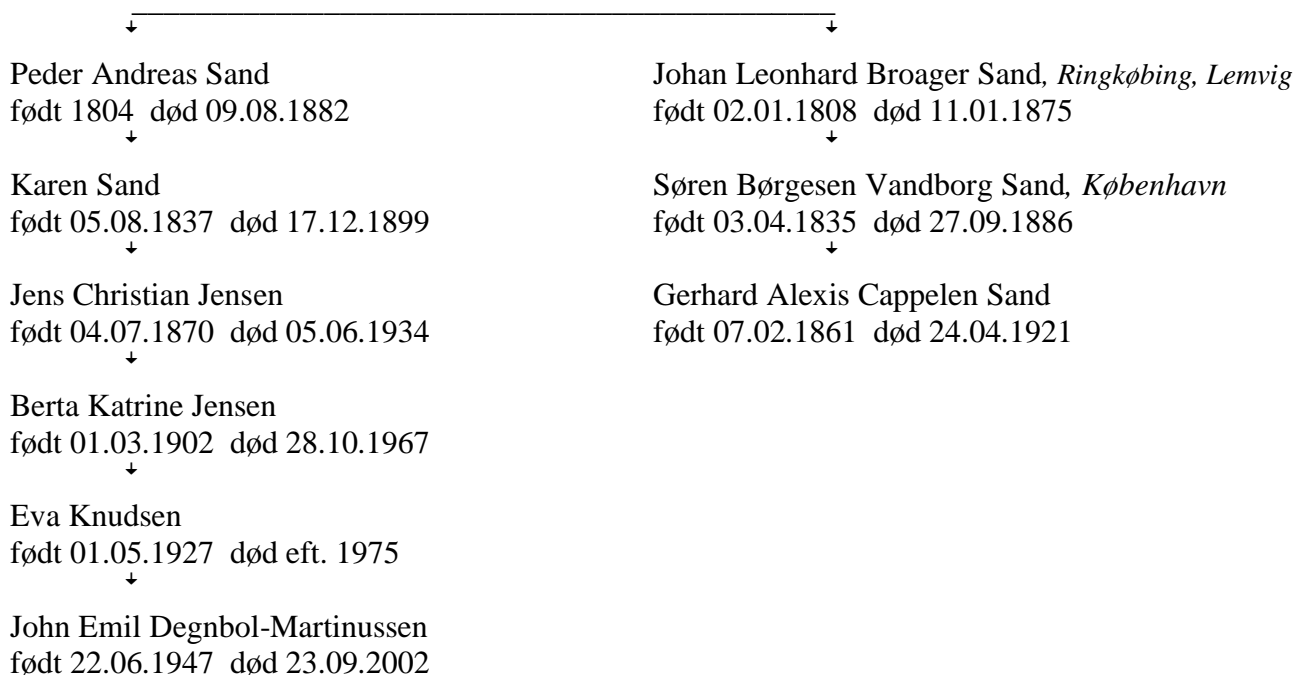 Peder Andreas Sand
født 1804 død 09.08.1882
Karen Sand
født 05.08.1837 død 17.12.1899
Jens Christian Jensen
født 04.07.1870 død 05.06.1934
Berta Katrine Jensen
født 01.03.1902 død 28.10.1967
Eva Knudsen
født 01.05.1927 død eft. 1975
John Emil Degnbol-Martinussen
født 22.06.1947 død 23.09.2002
Johan Leonhard Broager Sand, Ringkøbing, Lemvig
født 02.01.1808 død 11.01.1875
Søren Børgesen Vandborg Sand, København
født 03.04.1835 død 27.09.1886
Gerhard Alexis Cappelen Sand
født 07.02.1861 død 24.04.1921